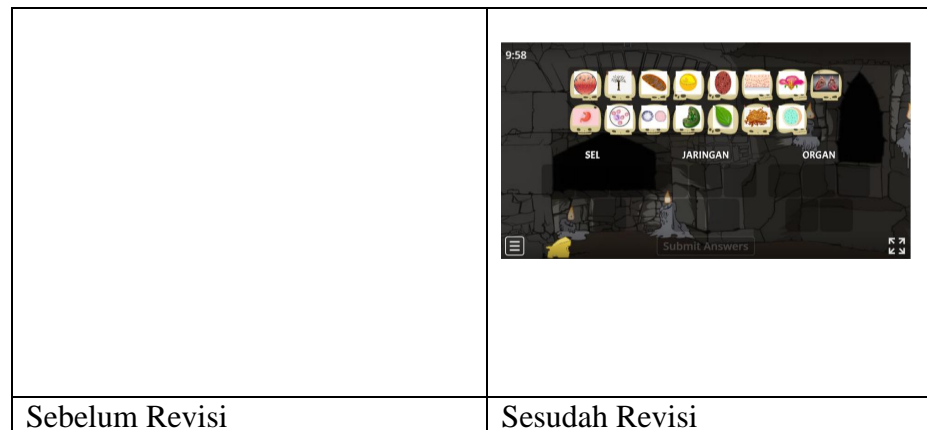 9:58
SEL JARINGAN ORGAN
Submit Answers
Sebelum Revisi Sesudah Revisi